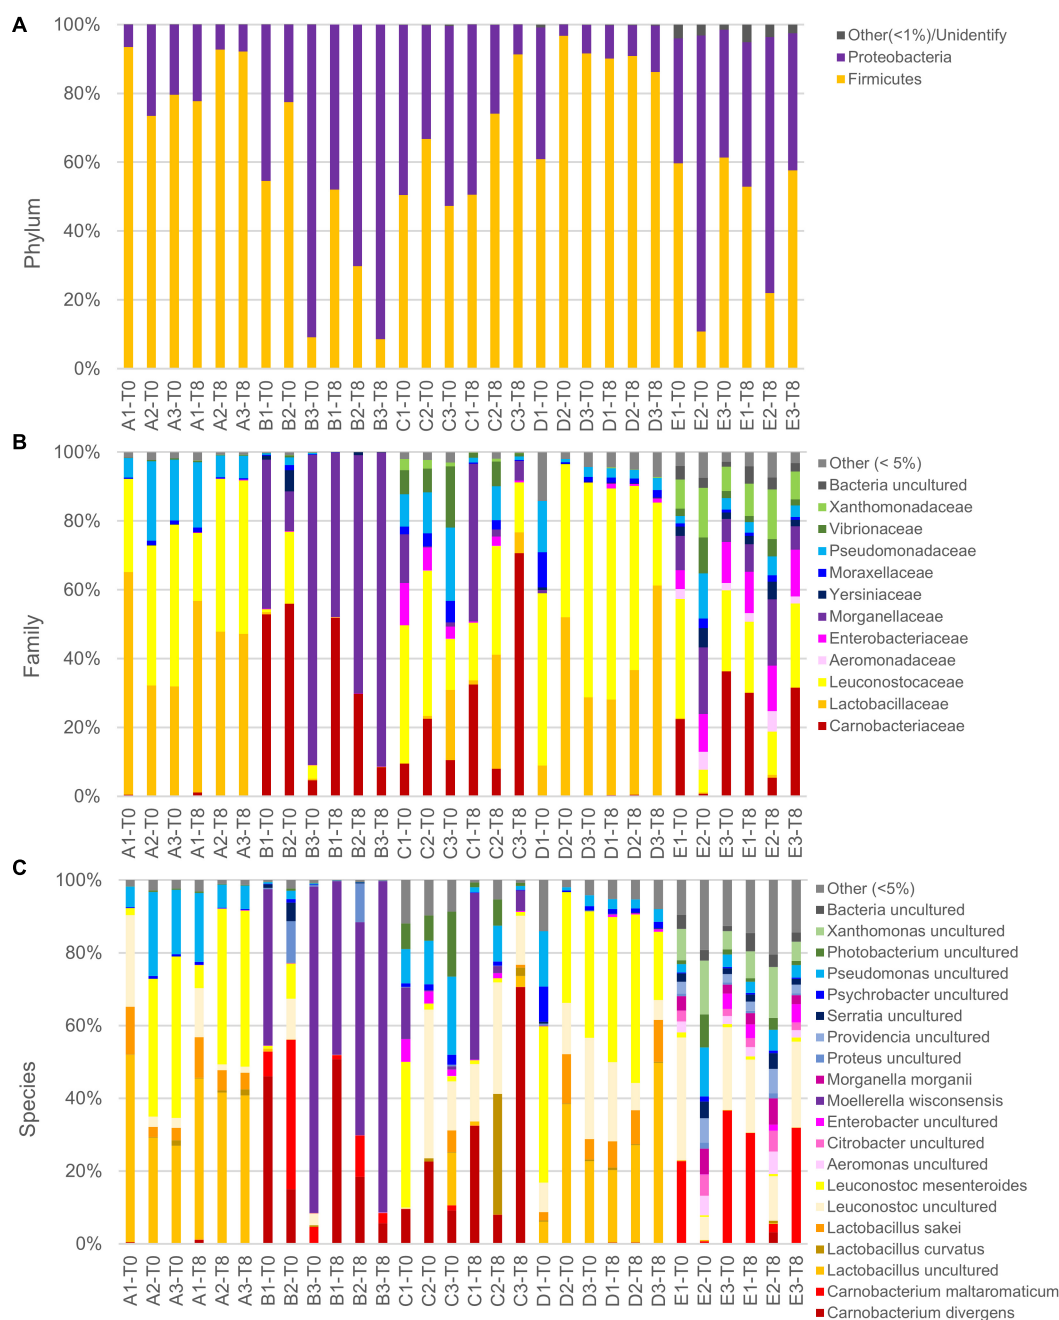 A
100%
80%
60%
40%
20%
0%
Phylum
A1-T0
A2-T0
A3-T0
A1-T8
A2-T8
A3-T8
B1-T0
B2-T0
B3-T0
B1-T8
B2-T8
B3-T8
C1-T0
C2-T0
C3-T0
C1-T8
C2-T8
C3-T8
D1-T0
D2-T0
D3-T0
D1-T8
D2-T8
D3-T8
E1-T0
E2-T0
E3-T0
E1-T8
E2-T8
E3-T8
Other(<1%)/Unidentify
Proteobacteria
Firmicutes
B
100%
80%
60%
40%
20%
0%
Family
A1-T0
A2-T0
A3-T0
A1-T8
A2-T8
A3-T8
B1-T0
B2-T0
B3-T0
B1-T8
B2-T8
B3-T8
C1-T0
C2-T0
C3-T0
C1-T8
C2-T8
C3-T8
D1-T0
D2-T0
D3-T0
D1-T8
D2-T8
D3-T8
E1-T0
E2-T0
E3-T0
E1-T8
E2-T8
E3-T8
Other (< 5%)
Bacteria uncultured
Xanthomonadaceae
Vibrionaceae
Pseudomonadaceae
Moraxellaceae
Yersiniaceae
Morganellaceae
Enterobacteriaceae
Aeromonadaceae
Leuconostocaceae
Lactobacillaceae
Carnobacteriaceae
C
100%
80%
60%
40%
20%
0%
Species
A1-T0
A2-T0
A3-T0
A1-T8
A2-T8
A3-T8
B1-T0
B2-T0
B3-T0
B1-T8
B2-T8
B3-T8
C1-T0
C2-T0
C3-T0
C1-T8
C2-T8
C3-T8
D1-T0
D2-T0
D3-T0
D1-T8
D2-T8
D3-T8
E1-T0
E2-T0
E3-T0
E1-T8
E2-T8
E3-T8
Other (<5%)
Bacteria uncultured
Xanthomonas uncultured
Photobacterium uncultured
Pseudomonas uncultured
Psychrobacter uncultured
Serratia uncultured
Providencia uncultured
Proteus uncultured
Morganella morganii
Moellerella wisconsensis
Enterobacter uncultured
Citrobacter uncultured
Aeromonas uncultured
Leuconostoc mesenteroides
Leuconostoc uncultured
Lactobacillus sakei
Lactobacillus curvatus
Lactobacillus uncultured
Carnobacterium maltaromaticum
Carnobacterium divergens